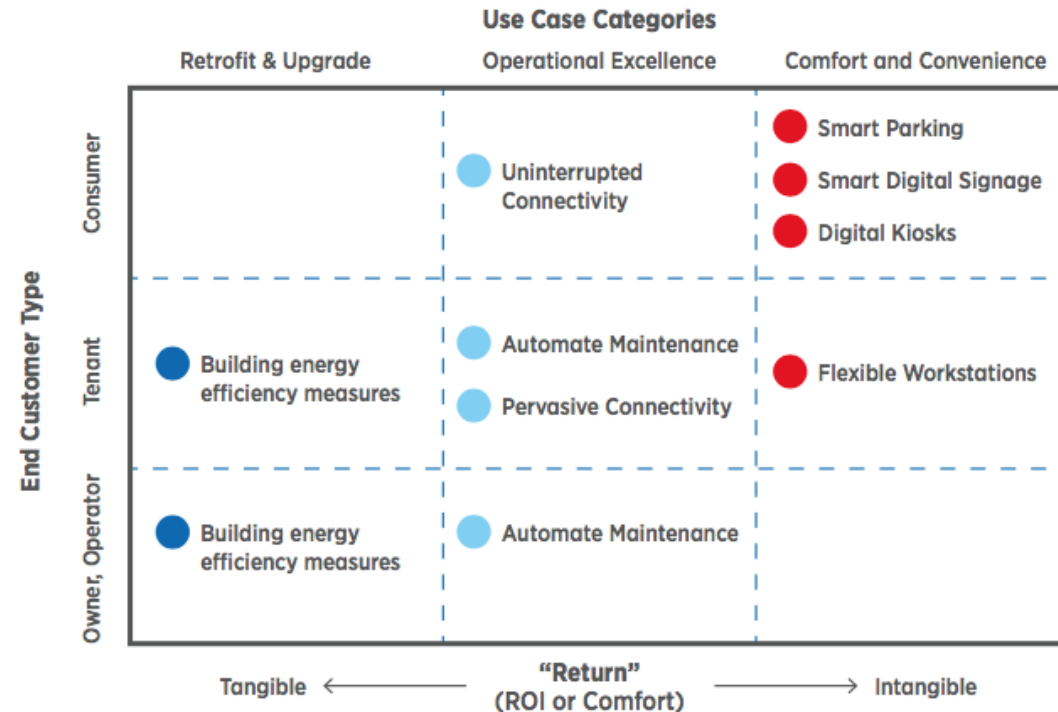 Use Case Categories
Retrofit & Upgrade
Operational Excellence
Comfort and Convenience
End Customer Type
Consumer
Uninterrupted
Connectivity
Smart Parking
Smart Digital Signage
Digital Kiosks
Tenant
Building energy
efficiency measures
Automate Maintenance
Pervasive Connectivity
Flexible Workstations
Owner, Operator
Building energy
efficiency measures
Automate Maintenance
Tangible
“Return”
(ROI or Comfort)
Intangible